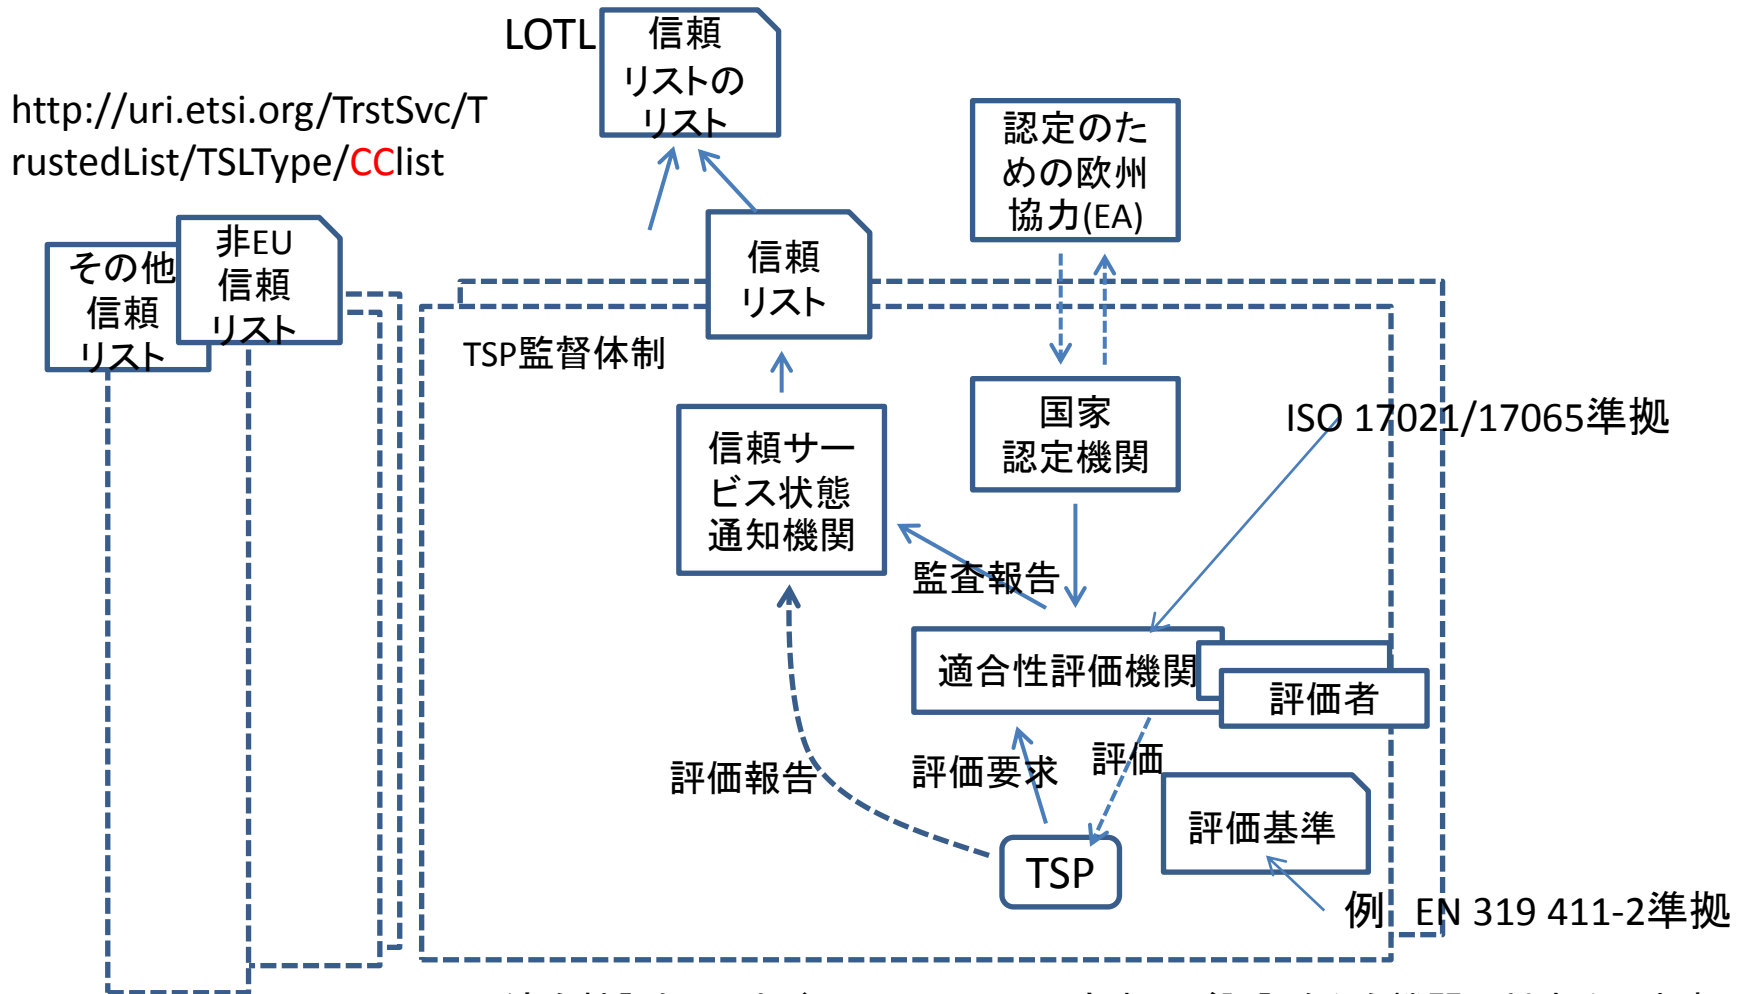 LOTL
信頼
リストの
リスト
http://uri.etsi.org/TrstSvc/T
rustedList/TSLType/CClist
認定のた
めの欧州
協力(EA)
その他
信頼
リスト
非EU
信頼
リスト
信頼
リスト
TSP監督体制
国家
認定機関
ISO 17021/17065準拠
信頼サー
ビス状態
通知機関
監査報告
適合性評価機関
評価者
評価報告
評価要求
評価
評価基準
TSP
例 EN 319 411-2準拠